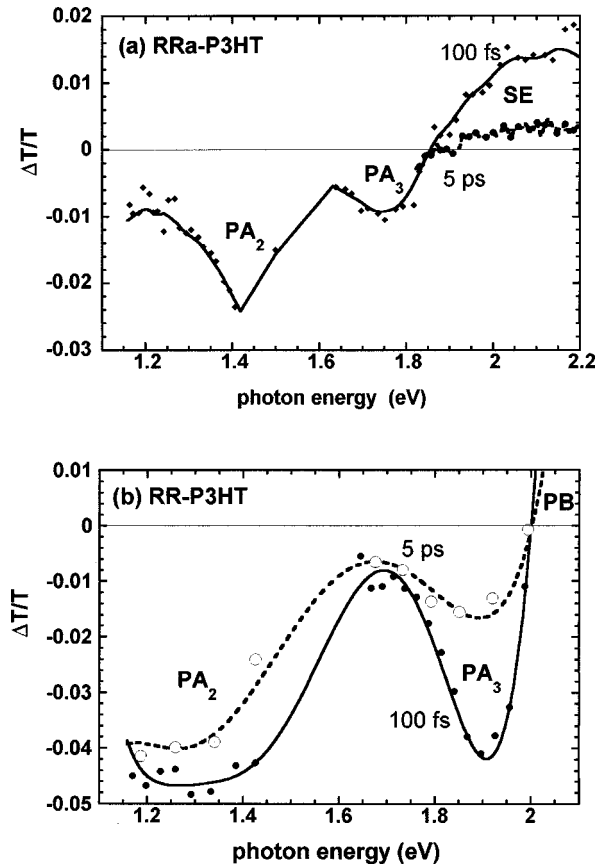 (a) RRa-P3HT
100 fs
SE
PA3
5 ps
PA2
ΔT/T
0.02
0.01
0
-0.01
-0.02
-0.03
1.2 1.4 1.6 1.8 2 2.2
photon energy (eV)
(b) RR-P3HT
PB
5 ps
PA2
PA3
100 fs
ΔT/T
0.01
0
-0.01
-0.02
-0.03
-0.04
-0.05
1.2 1.4 1.6 1.8 2
photon energy (eV)